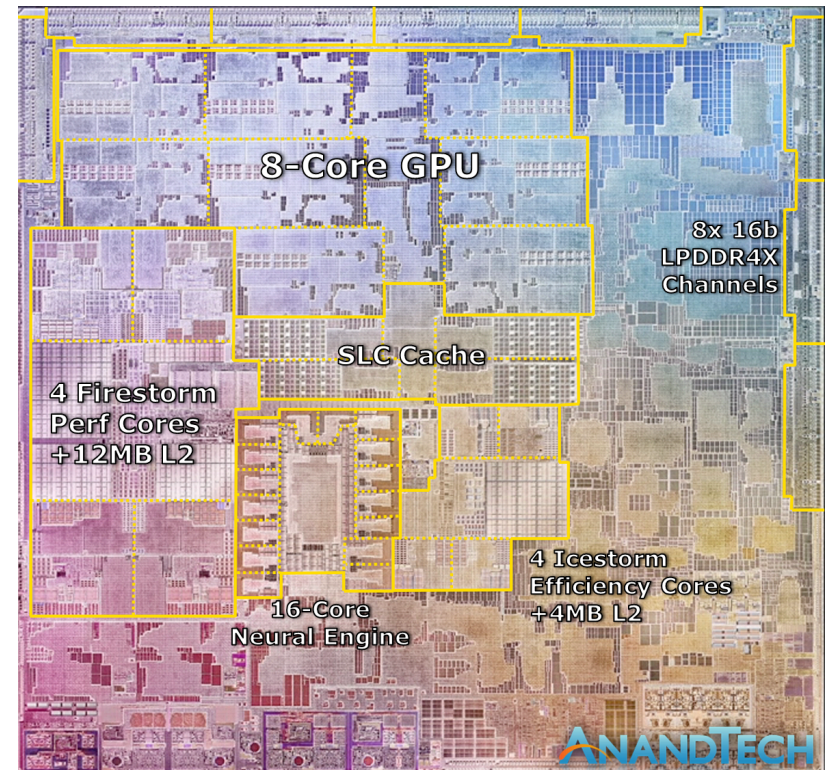 8-Core GPU
8x 16b
LPDDR4X
Channels
SLC Cache
4 Firestorm
Perf Cores
+12MB L2
4 Icestorm
Efficiency Cores
+4MB L2
16-Core
Neural Engine
ANANDTECH